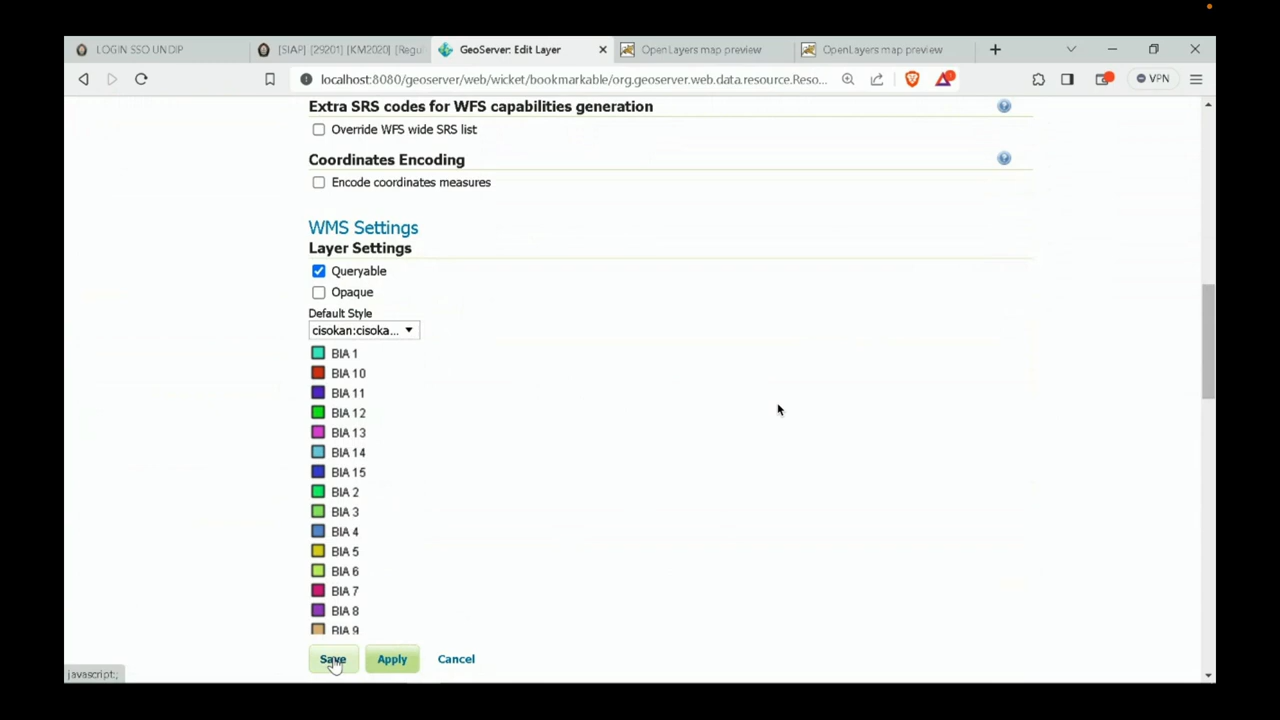 LOGIN SSO UNDIP
[SIAP] [29201] [KM2020] [Regul
GeoServer: Edit Layer
OpenLayers map preview
OpenLayers map preview
localhost:8080/geoserver/web/wicket/bookmarkable/org.geoserver.web.data.resource.Reso...
VPN
Extra SRS codes for WFS capabilities generation
Override WFS wide SRS list
Coordinates Encoding
Encode coordinates measures
WMS Settings
Layer Settings
Queryable
Opaque
Default Style
cisokan:cisoka...
BIA 1
BIA 10
BIA 11
BIA 12
BIA 13
BIA 14
BIA 15
BIA 2
BIA 3
BIA 4
BIA 5
BIA 6
BIA 7
BIA 8
BIA 9
Save
Apply
Cancel
javascript:;